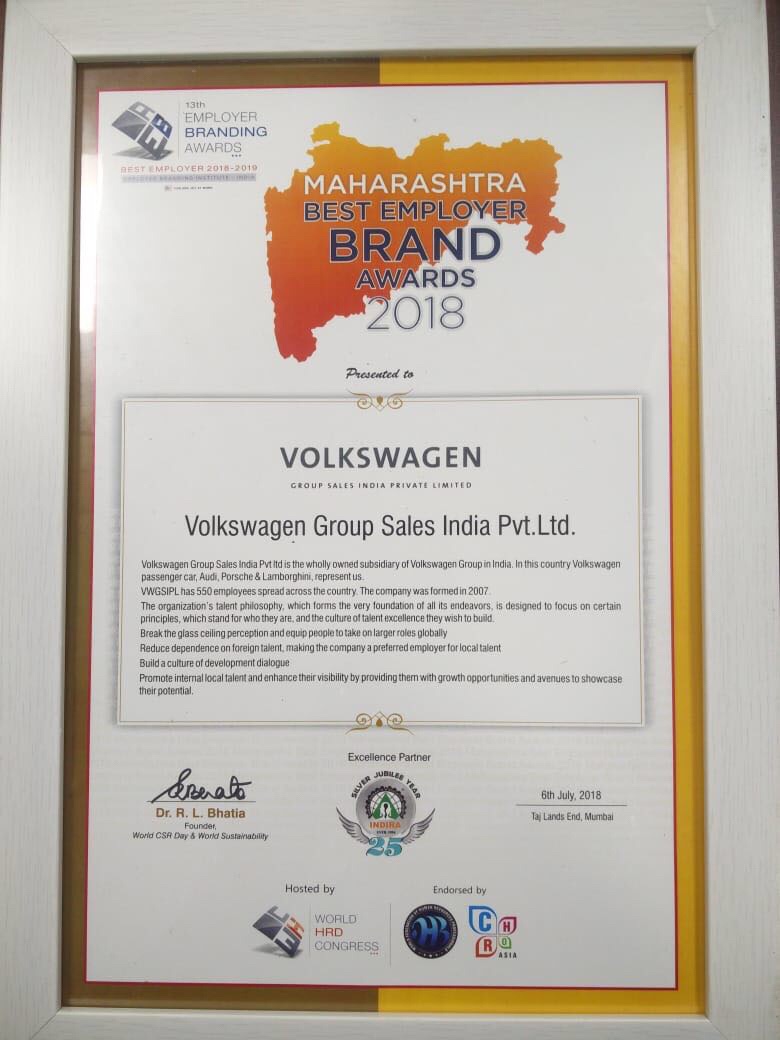 13th
EMPLOYER
BRANDING
AWARDS
BEST EMPLOYER 2018-2019
EMPLOYER BRANDING INSTITUTE - INDIA
MAHARASHTRA
BEST EMPLOYER
BRAND
AWARDS
2018
Presented to
VOLKSWAGEN
GROUP SALES INDIA PRIVATE LIMITED
Volkswagen Group Sales India Pvt.Ltd.
Volkswagen Group Sales India Pvt ltd is the wholly owned subsidiary of Volkswagen Group in India. In this country Volkswagen
passenger car, Audi, Porsche & Lamborghini, represent us.
VWGSIPL has 550 employees spread across the country. The company was formed in 2007.
The organization's talent philosophy, which forms the very foundation of all its endeavors, is designed to focus on certain
principles, which stand for who they are, and the culture of talent excellence they wish to build.
Break the glass ceiling perception and equip people to take on larger roles globally
Reduce dependence on foreign talent, making the company a preferred employer for local talent
Build a culture of development dialogue
Promote internal local talent and enhance their visibility by providing them with growth opportunities and avenues to showcase
their potential.
Excellence Partner
SILVER JUBILEE YEAR
INDIRA
25
Dr. R. L. Bhatia
Founder,
World CSR Day & World Sustainability
6th July, 2018
Taj Lands End, Mumbai
Hosted by
WORLD
HRD
CONGRESS
Endorsed by
CHRO
ASIA